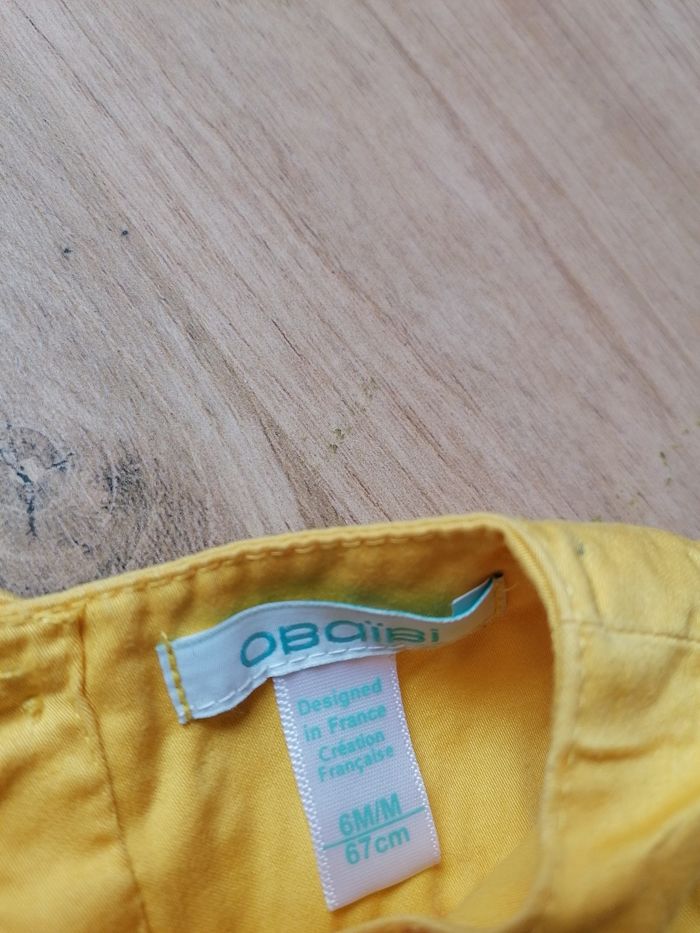 OBaïBi
Designed
in France
Création
Française
6M/M
67cm